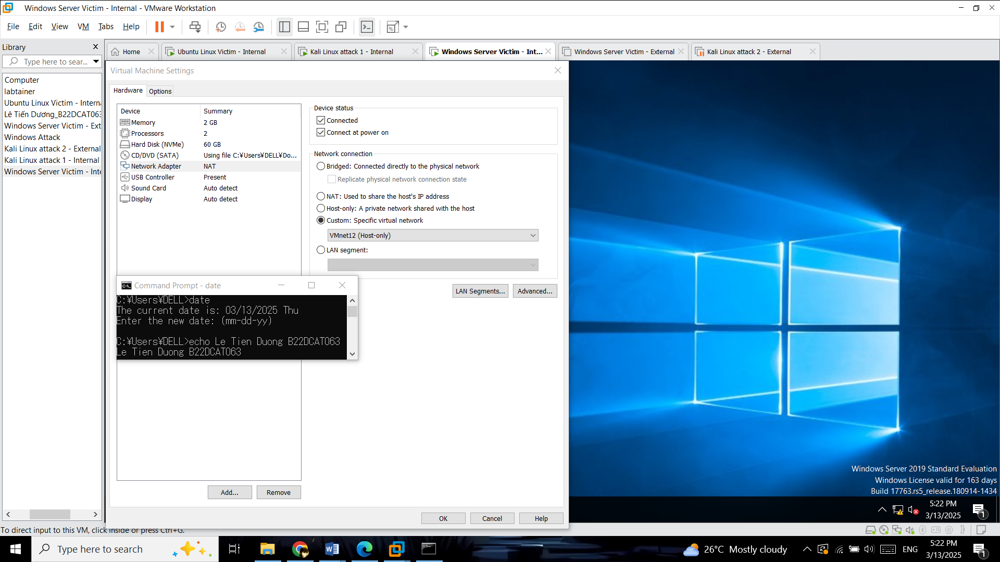 Windows Server Victim - Internal - VMware Workstation
File Edit View VM Tabs Help
Library
Type here to sear...
Home
Ubuntu Linux Victim - Internal
Kali Linux attack 1 - Internal
Windows Server Victim - Int...
Windows Server Victim - External
Kali Linux attack 2 - External
Computer
labtainer
Ubuntu Linux Victim - Intern
Lê Tiến Dương_B22DCAT063
Windows Server Victim - Ext
Windows Attack
Kali Linux attack 2 - External
Kali Linux attack 1 - Internal
Windows Server Victim - Inte
Virtual Machine Settings
Hardware Options
Device Summary
Memory 2 GB
Processors 2
Hard Disk (NVMe) 60 GB
CD/DVD (SATA) Using file C:¥Users¥DELL¥Do...
Network Adapter NAT
USB Controller Present
Sound Card Auto detect
Display Auto detect
Device status
Connected
Connect at power on
Network connection
Bridged: Connected directly to the physical network
Replicate physical network connection state
NAT: Used to share the host's IP address
Host-only: A private network shared with the host
Custom: Specific virtual network
VMnet12 (Host-only)
LAN segment:
LAN Segments... Advanced...
Command Prompt - date
C:¥Users¥DELL>date
The current date is: 03/13/2025 Thu
Enter the new date: (mm-dd-yy)
C:¥Users¥DELL>echo Le Tien Duong B22DCAT063
Le Tien Duong B22DCAT063
Add... Remove
OK Cancel Help
Windows Server 2019 Standard Evaluation
Windows License valid for 163 days
Build 17763.rs5_release.180914-1434
5:22 PM
3/13/2025
1
To direct input to this VM, click inside or press Ctrl+G.
Type here to search
26°C Mostly cloudy
ENG
5:22 PM
3/13/2025
1